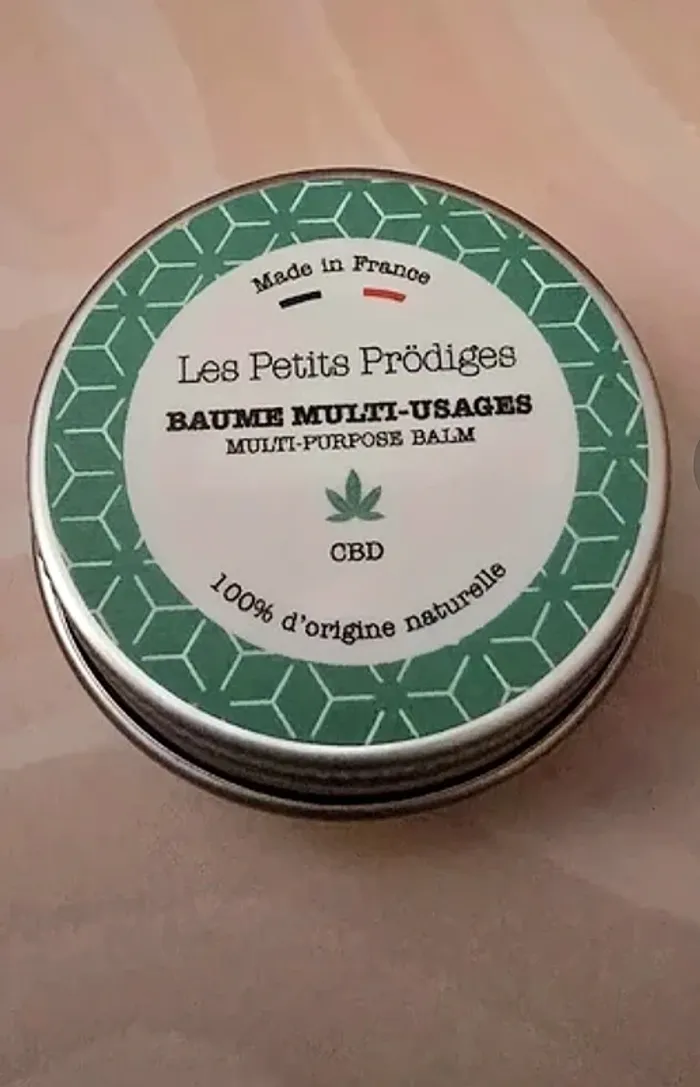 Made in France
Les Petits Prödiges
BAUME MULTI-USAGES
MULTI-PURPOSE BALM
CBD
100% d'origine naturelle